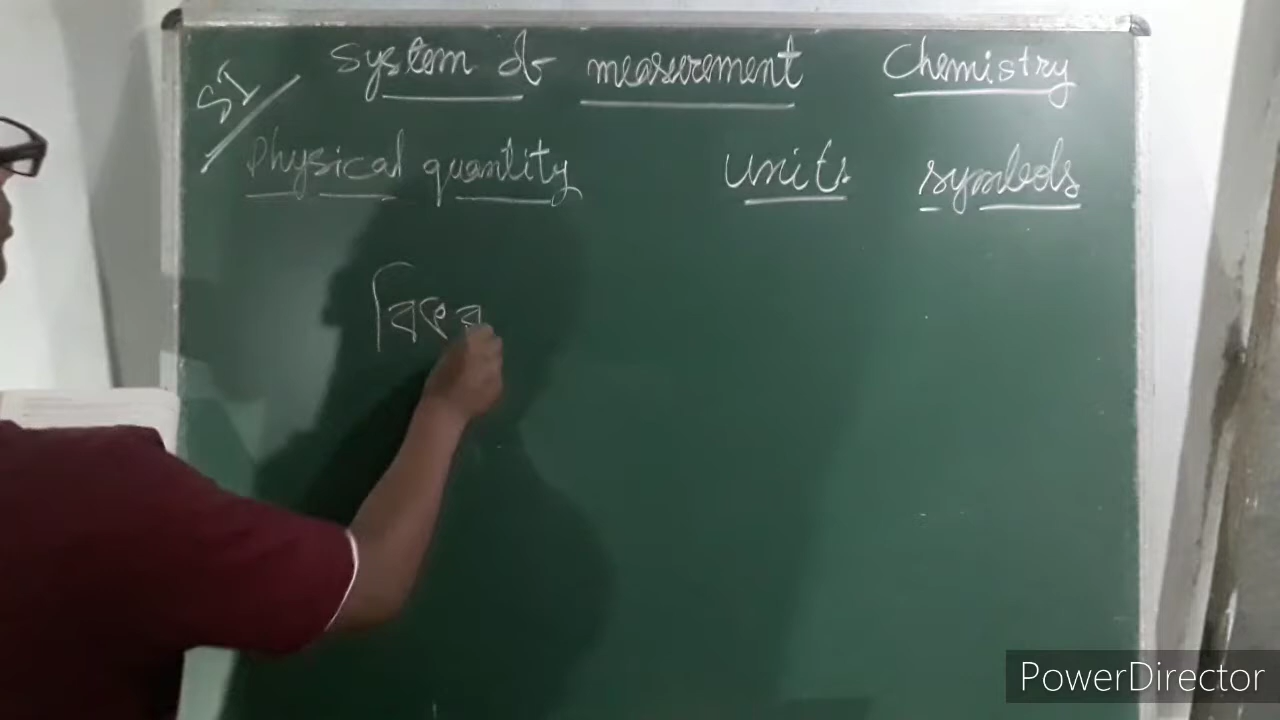 System of measurement Chemistry
SI
Physical quantity units symbols
PowerDirector